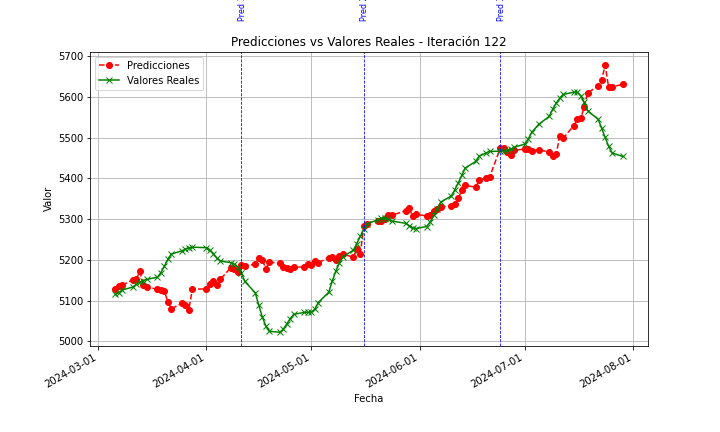 Pred
Pred
Pred
Predicciones vs Valores Reales - Iteración 122
Predicciones
Valores Reales
5700
5600
5500
5400
5300
5200
5100
5000
Valor
2024-03-01
2024-04-01
2024-05-01
2024-06-01
2024-07-01
2024-08-01
Fecha